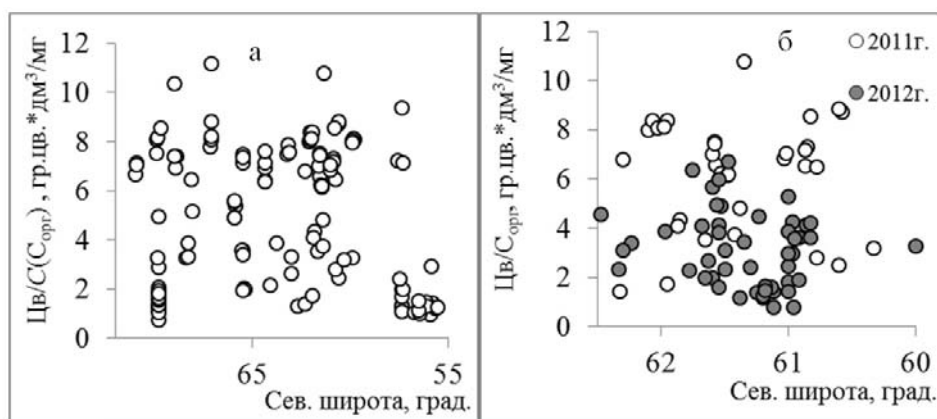 Цв/С(Сорг) , гр.цв.*дм³/мг
12
10
8
6
4
2
0
а
65
55
Сев. широта, град.
Цв/Сорг, гр.цв.*дм³/мг
12
10
8
6
4
2
0
б
2011г.
2012г.
62
61
60
Сев. широта, град.